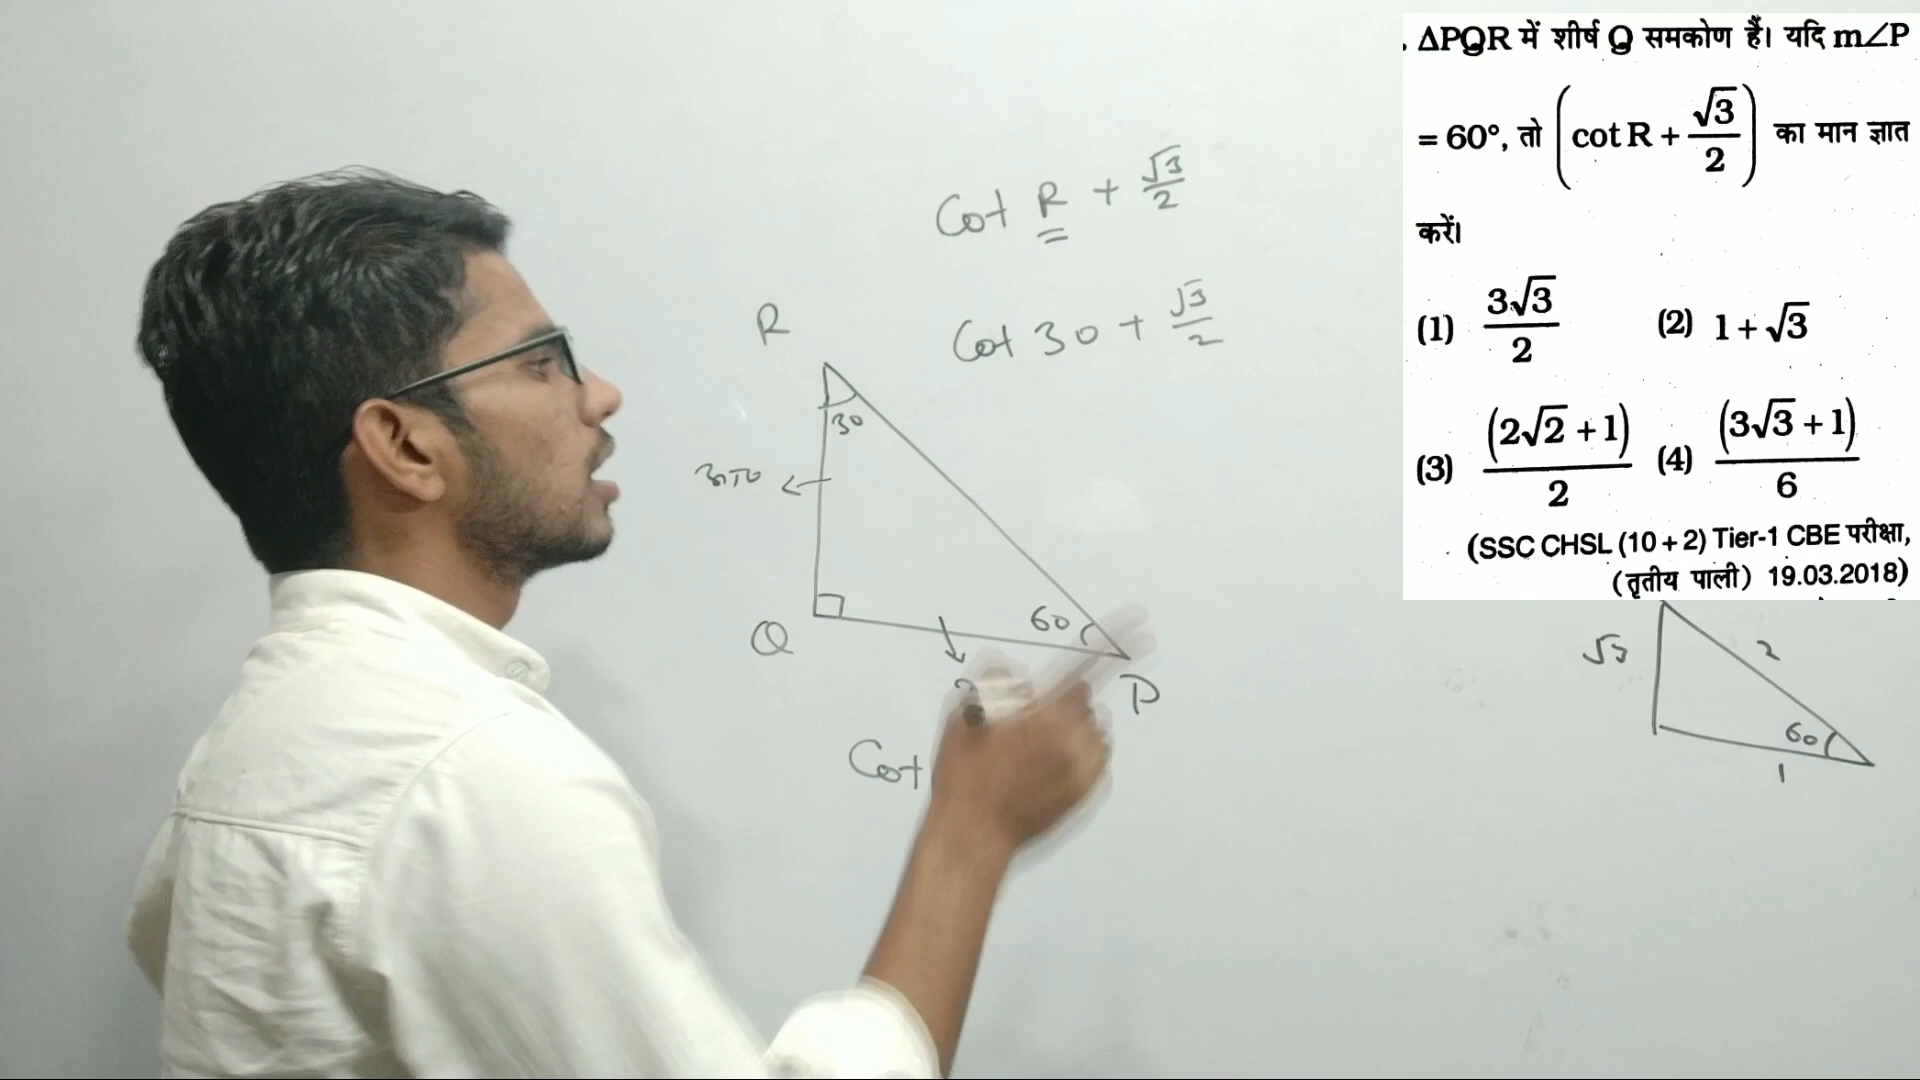 . ΔPQR में शीर्ष Q समकोण हैं। यदि m∠P
= 60°, तो (cot R + √3/2) का मान ज्ञात
करें।
(1) 3√3/2 (2) 1 + √3
(3) (2√2 + 1)/2 (4) (3√3 + 1)/6
(SSC CHSL (10 + 2) Tier-1 CBE परीक्षा,
(तृतीय पाली) 19.03.2018)
Cot R + √3/2
Cot 30 + √3/2
R
30
60
Q
P
Cot
√3
2
60
1